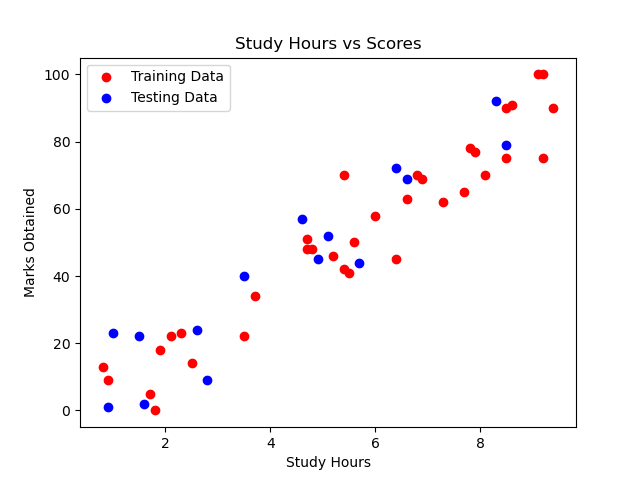 Study Hours vs Scores
Training Data
Testing Data
100
80
60
40
20
0
Marks Obtained
2 4 6 8
Study Hours